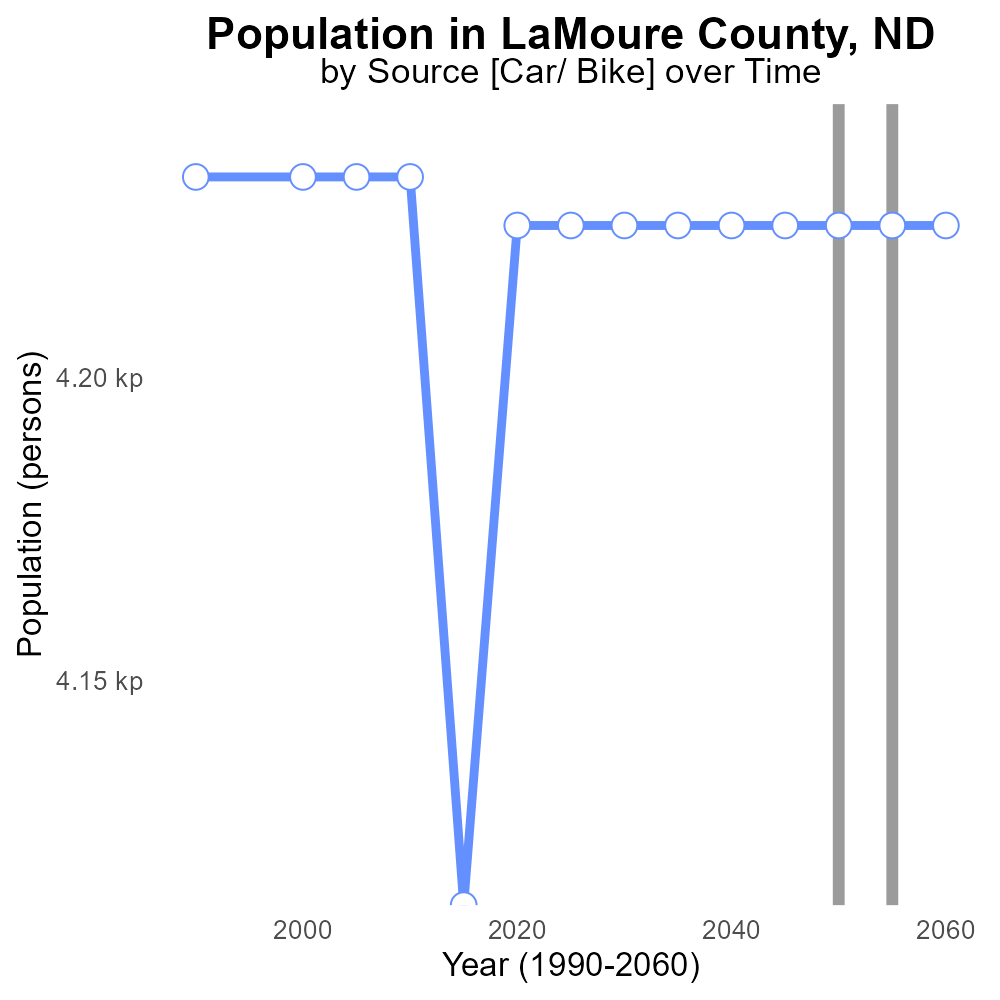 Population in LaMoure County, ND
by Source [Car/ Bike] over Time
Population (persons)
4.20 kp
4.15 kp
2000 2020 2040 2060
Year (1990-2060)